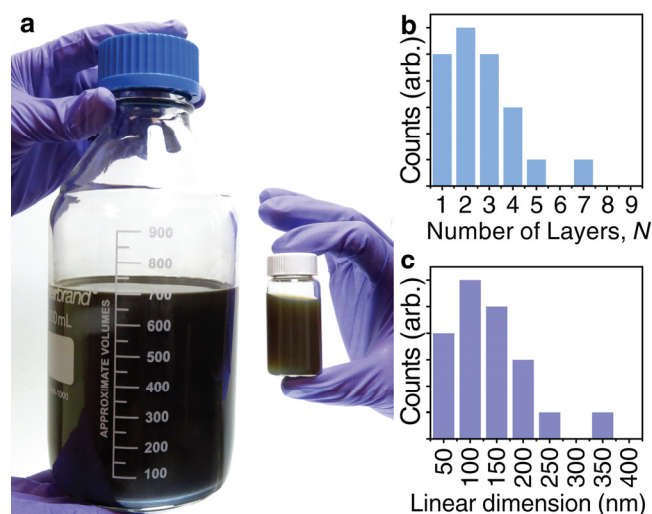 a
900
800
700
600
500
400
300
200
100
APPROXIMATE VOLUMES
b
Counts (arb.)
1 2 3 4 5 6 7 8 9
Number of Layers, N
c
Counts (arb.)
50 100 150 200 250 300 350 400
Linear dimension (nm)